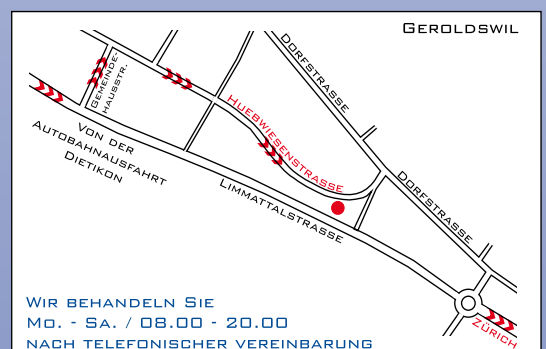 GEROLDSWIL
DORFSTRASSE
GEMEINDE-
HAUSSTR.
HUEBWIESENSTRASSE
VON DER
AUTOBAHNAUSFAHRT
DIETIKON
LIMMATTALSTRASSE
DORFSTRASSE
ZÜRICH
WIR BEHANDELN SIE
MO. - SA. / 08.00 - 20.00
NACH TELEFONISCHER VEREINBARUNG